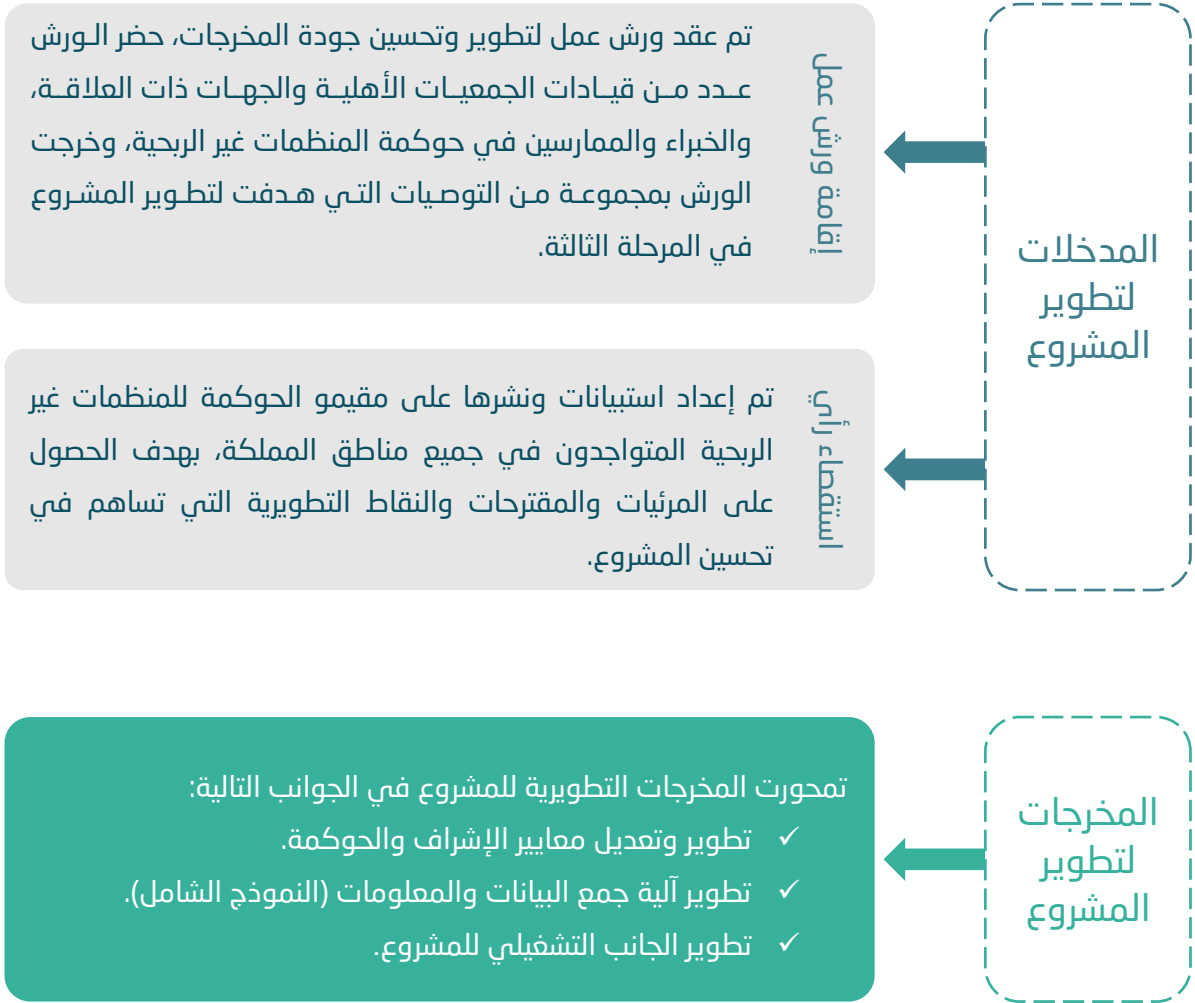 المدخلات
لتطوير
المشروع
إقامة ورش عمل
تم عقد ورش عمل لتطوير وتحسين جودة المخرجات، حضر الورش
عدد من قيادات الجمعيات الأهلية والجهات ذات العلاقة،
والخبراء والممارسين في حوكمة المنظمات غير الربحية، وخرجت
الورش بمجموعة من التوصيات التي هدفت لتطوير المشروع
في المرحلة الثالثة.
استقصاء رأي
تم إعداد استبيانات ونشرها على مقيمو الحوكمة للمنظمات غير
الربحية المتواجدون في جميع مناطق المملكة، بهدف الحصول
على المرئيات والمقترحات والنقاط التطويرية التي تساهم في
تحسين المشروع.
المخرجات
لتطوير
المشروع
تمحورت المخرجات التطويرية للمشروع في الجوانب التالية:
✓ تطوير وتعديل معايير الإشراف والحوكمة.
✓ تطوير آلية جمع البيانات والمعلومات (النموذج الشامل).
✓ تطوير الجانب التشغيلي للمشروع.